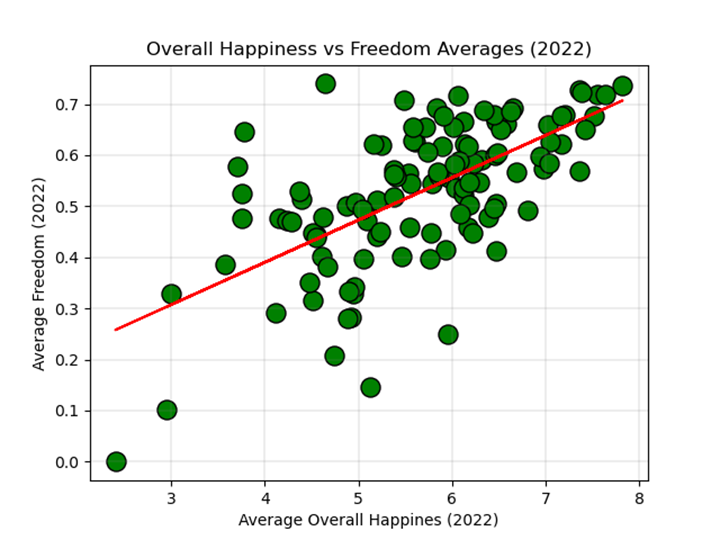 Overall Happiness vs Freedom Averages (2022)
0.7
0.6
0.5
0.4
0.3
0.2
0.1
0.0
Average Freedom (2022)
3 4 5 6 7 8
Average Overall Happines (2022)